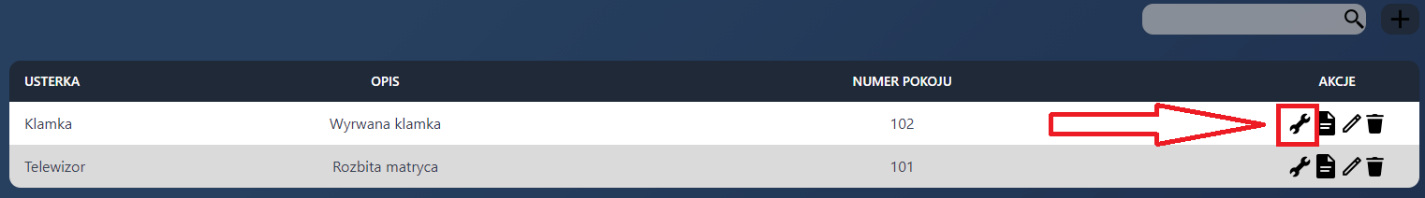 USTERKA OPIS NUMER POKOJU AKCJE
Klamka Wyrwana klamka 102
Telewizor Rozbita matryca 101